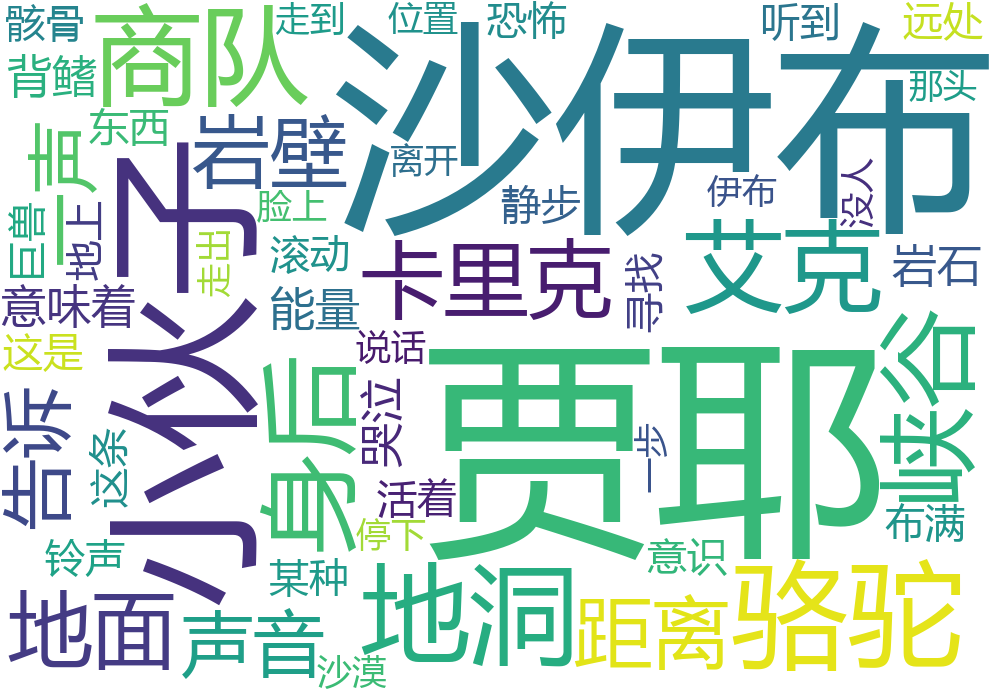 骸骨
商队
走到
位置
恐怖
听到
远处
背鳍
沙伊布
那头
东西
岩壁
一声
小伙子
离开
静步
伊布
没人
脸上
巨兽
地上
走出
滚动
卡里克
寻找
艾克
岩石
意味着
能量
这是
说话
贾耶
峡谷
告诉
这条
身后
哭泣
一步
活着
停下
布满
铃声
某种
意识
地面
声音
地洞
距离
骆驼
沙漠